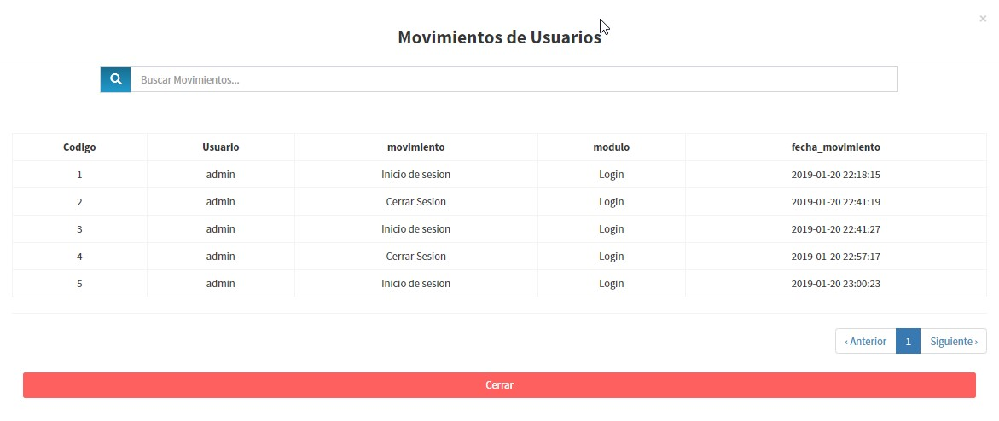 ×
Movimientos de Usuarios
Buscar Movimientos...
Codigo Usuario movimiento modulo fecha_movimiento
1 admin Inicio de sesion Login 2019-01-20 22:18:15
2 admin Cerrar Sesion Login 2019-01-20 22:41:19
3 admin Inicio de sesion Login 2019-01-20 22:41:27
4 admin Cerrar Sesion Login 2019-01-20 22:57:17
5 admin Inicio de sesion Login 2019-01-20 23:00:23
‹ Anterior 1 Siguiente ›
Cerrar